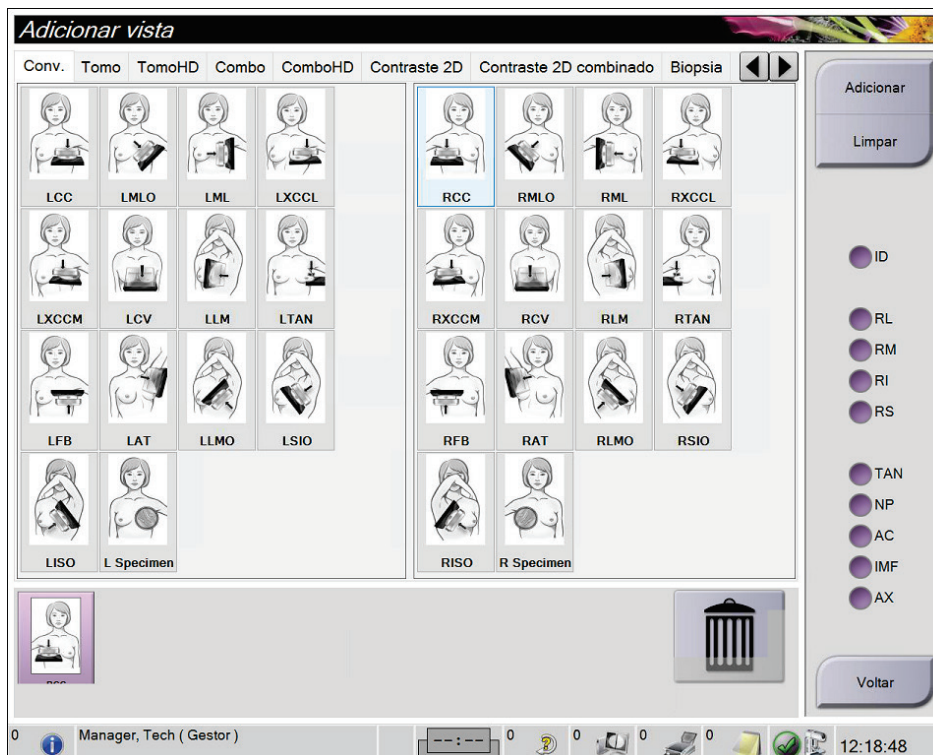 Adicionar vista
Conv. Tomo TomoHD Combo ComboHD Contraste 2D Contraste 2D combinado Biopsia
LCC LMLO LML LXCCL
LXCCM LCV LLM LTAN
LFB LAT LLMO LSIO
LISO L Specimen
RCC RMLO RML RXCCL
RXCCM RCV RLM RTAN
RFB RAT RLMO RSIO
RISO R Specimen
Adicionar
Limpar
ID
RL
RM
RI
RS
TAN
NP
AC
IMF
AX
RCC
Voltar
0 Manager, Tech ( Gestor ) --:-- 0 0 0 0 12:18:48